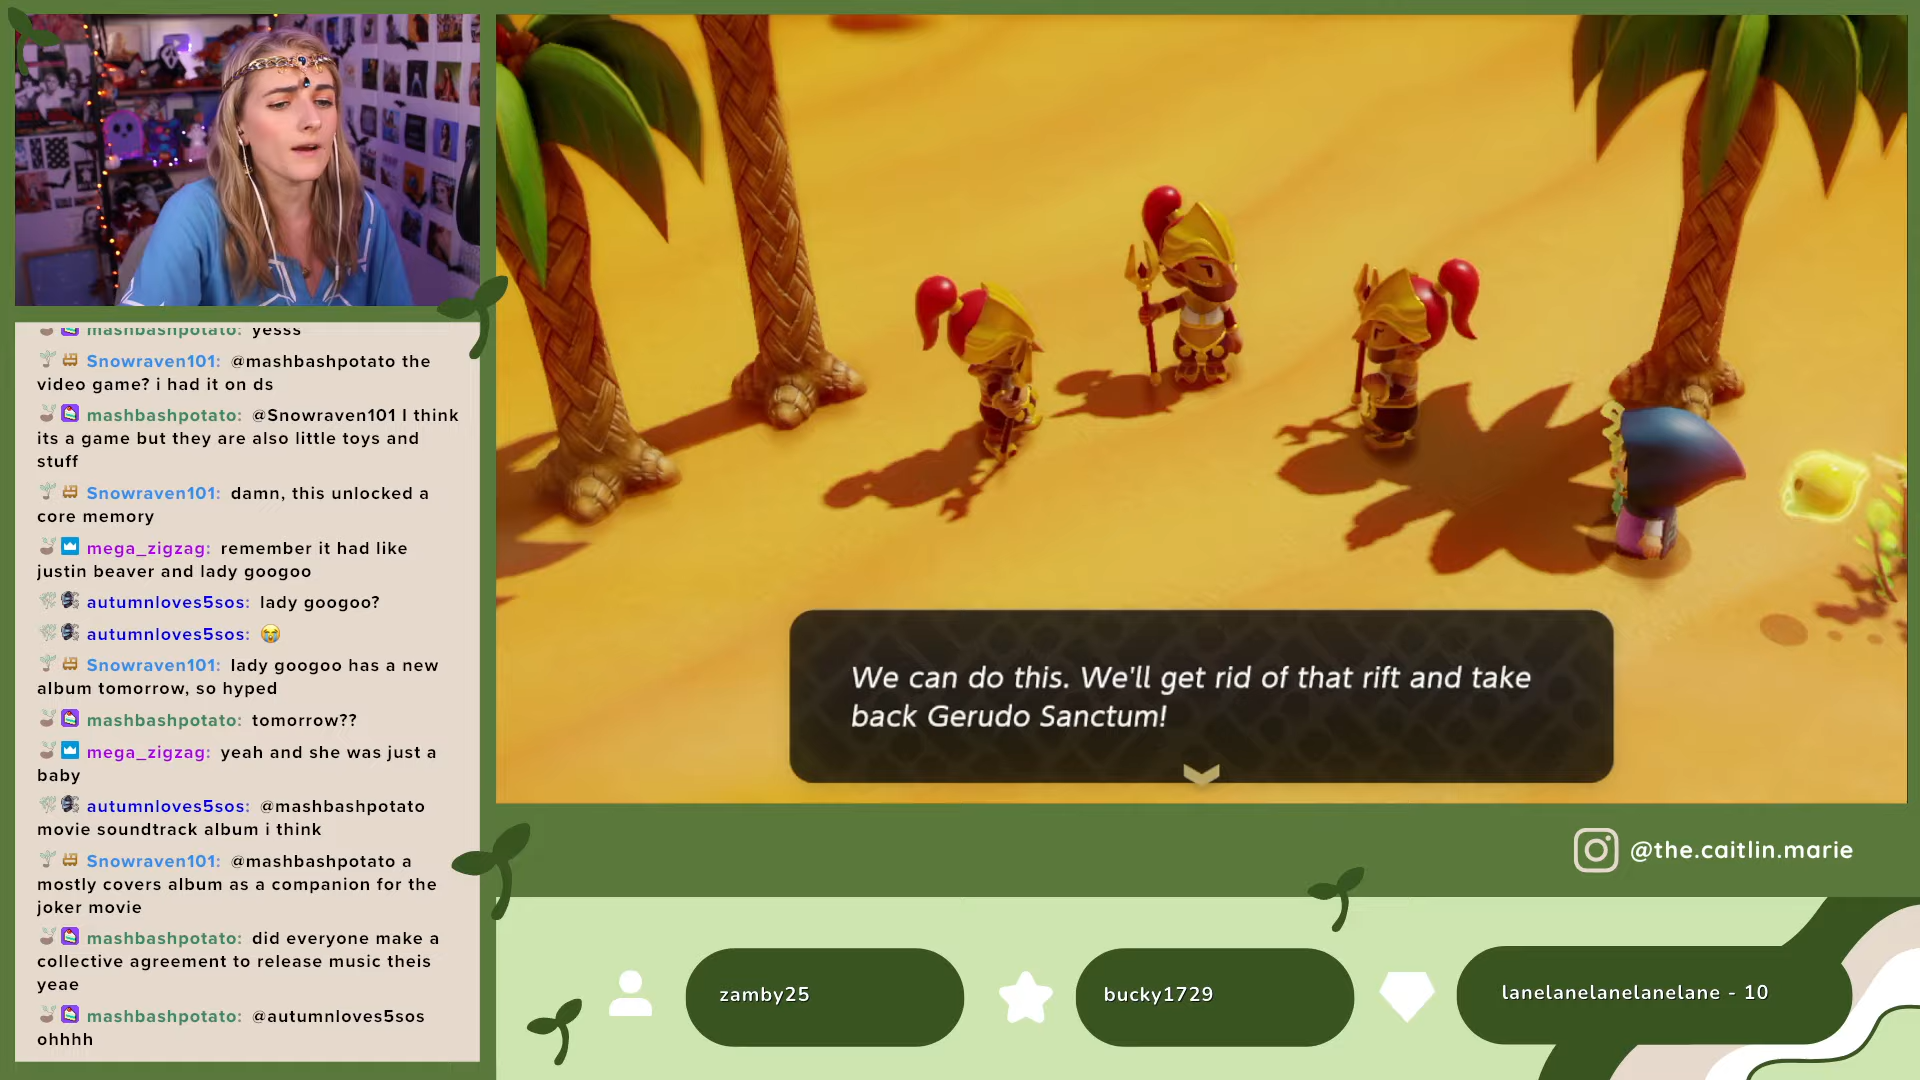 mashbashpotato: yesss
Snowraven101: @mashbashpotato the
video game? i had it on ds
mashbashpotato: @Snowraven101 I think
its a game but they are also little toys and
stuff
Snowraven101: damn, this unlocked a
core memory
mega_zigzag: remember it had like
justin beaver and lady googoo
autumnloves5sos: lady googoo?
autumnloves5sos: 😭
Snowraven101: lady googoo has a new
album tomorrow, so hyped
mashbashpotato: tomorrow??
mega_zigzag: yeah and she was just a
baby
autumnloves5sos: @mashbashpotato
movie soundtrack album i think
Snowraven101: @mashbashpotato a
mostly covers album as a companion for the
joker movie
mashbashpotato: did everyone make a
collective agreement to release music theis
yeae
mashbashpotato: @autumnloves5sos
ohhhh
We can do this. We'll get rid of that rift and take
back Gerudo Sanctum!
@the.caitlin.marie
zamby25
bucky1729
lanelanelanelanelane - 10